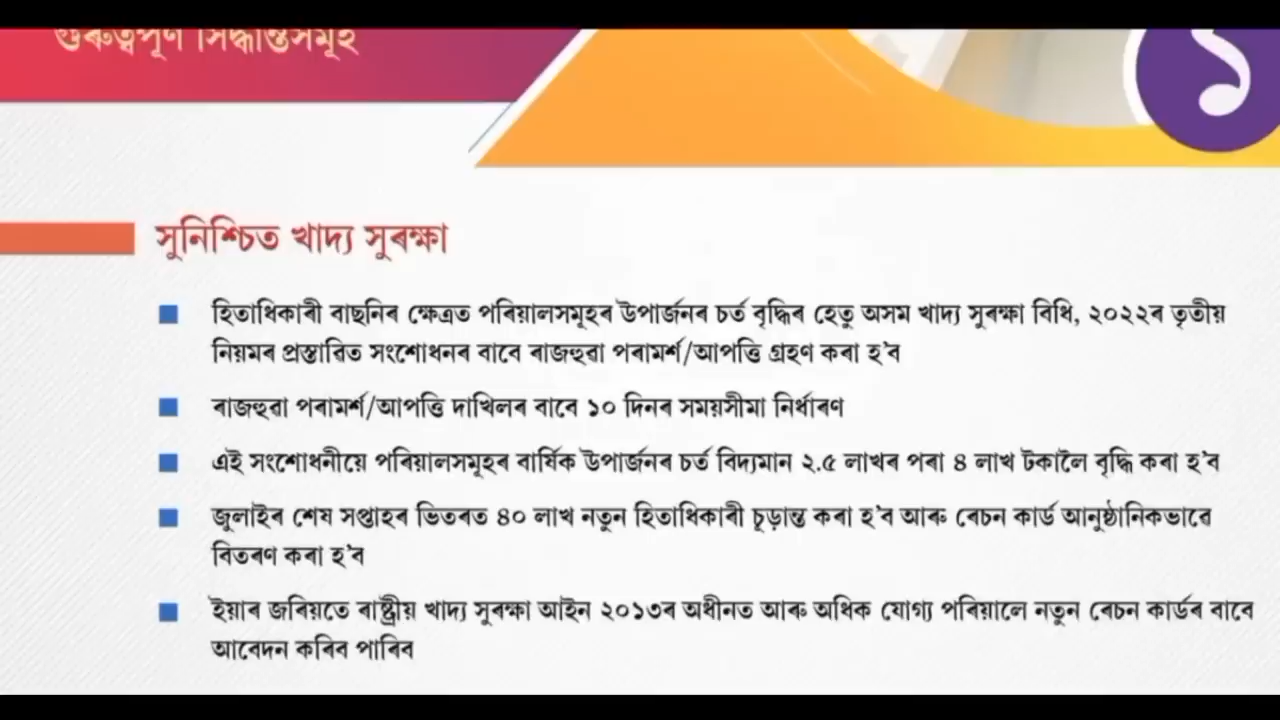 গুৰুত্বপূৰ্ণ সিদ্ধান্তসমূহ
১
সুনিশ্চিত খাদ্য সুৰক্ষা
হিতাধিকাৰী বাছনিৰ ক্ষেত্ৰত পৰিয়ালসমূহৰ উপাৰ্জনৰ চৰ্ত বৃদ্ধিৰ হেতু অসম খাদ্য সুৰক্ষা বিধি, ২০২২ৰ তৃতীয়
নিয়মৰ প্ৰস্তাৱিত সংশোধনৰ বাবে ৰাজহুৱা পৰামৰ্শ/আপত্তি গ্ৰহণ কৰা হ'ব
ৰাজহুৱা পৰামৰ্শ/আপত্তি দাখিলৰ বাবে ১০ দিনৰ সময়সীমা নিৰ্ধাৰণ
এই সংশোধনীয়ে পৰিয়ালসমূহৰ বাৰ্ষিক উপাৰ্জনৰ চৰ্ত বিদ্যমান ২.৫ লাখৰ পৰা ৪ লাখ টকালৈ বৃদ্ধি কৰা হ'ব
জুলাইৰ শেষ সপ্তাহৰ ভিতৰত ৪০ লাখ নতুন হিতাধিকাৰী চূড়ান্ত কৰা হ'ব আৰু ৰেচন কাৰ্ড আনুষ্ঠানিকভাৱে
বিতৰণ কৰা হ'ব
ইয়াৰ জৰিয়তে ৰাষ্ট্ৰীয় খাদ্য সুৰক্ষা আইন ২০১৩ৰ অধীনত আৰু অধিক যোগ্য পৰিয়ালে নতুন ৰেচন কাৰ্ডৰ বাবে
আবেদন কৰিব পাৰিব